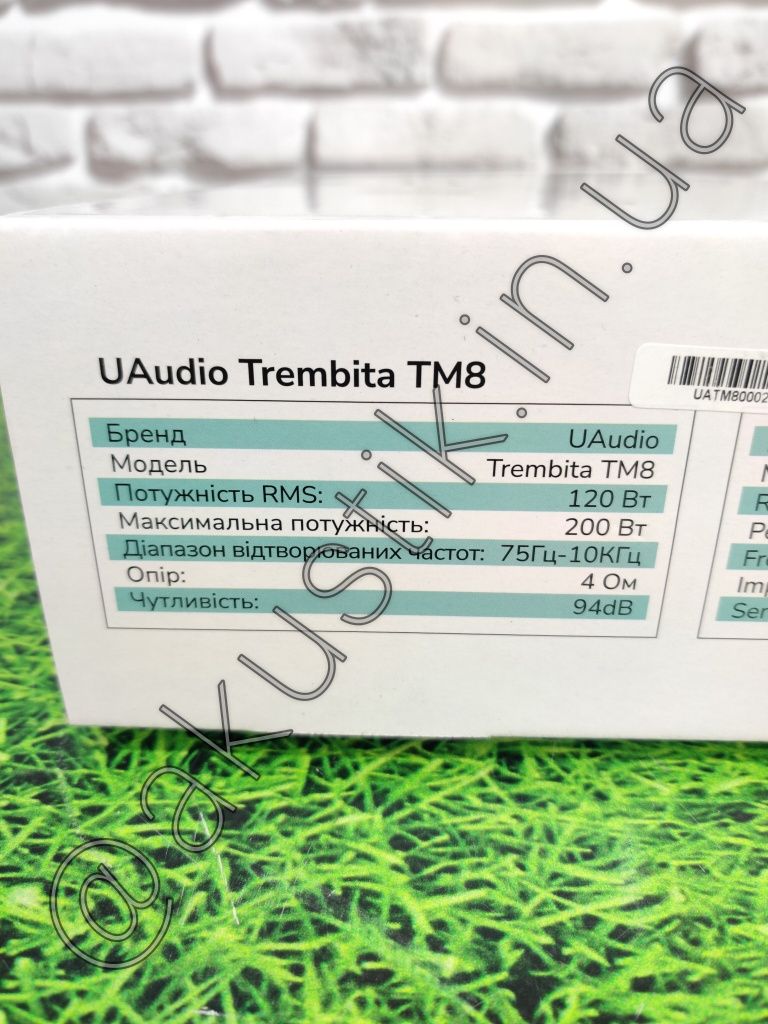 UAudio Trembita TM8
UATM80002
Бренд UAudio
Модель Trembita TM8
Потужність RMS: 120 Вт
Максимальна потужність: 200 Вт
Діапазон відтворюваних частот: 75Гц-10КГц
Опір: 4 Ом
Чутливість: 94dB
@akustik.in.ua